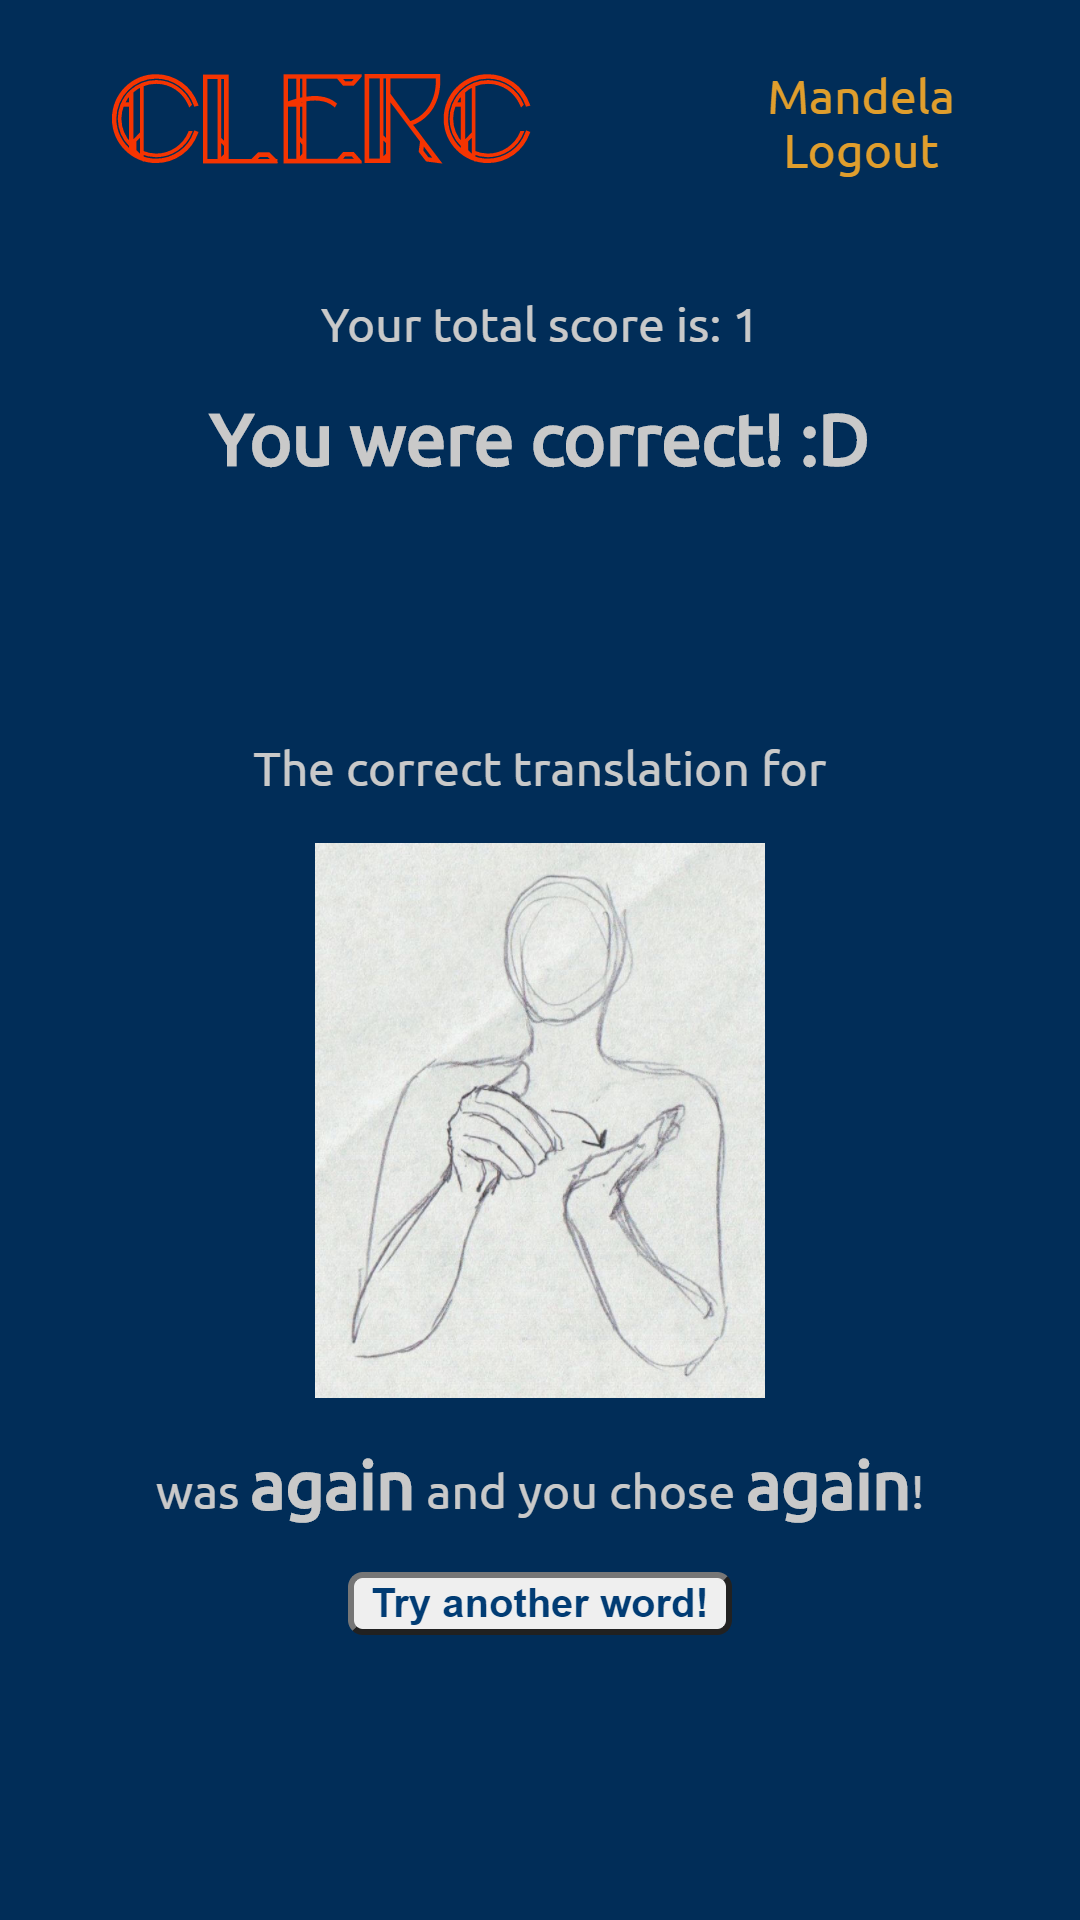 CLERC
Mandela
Logout
Your total score is: 1
You were correct! :D
The correct translation for
was again and you chose again!
Try another word!